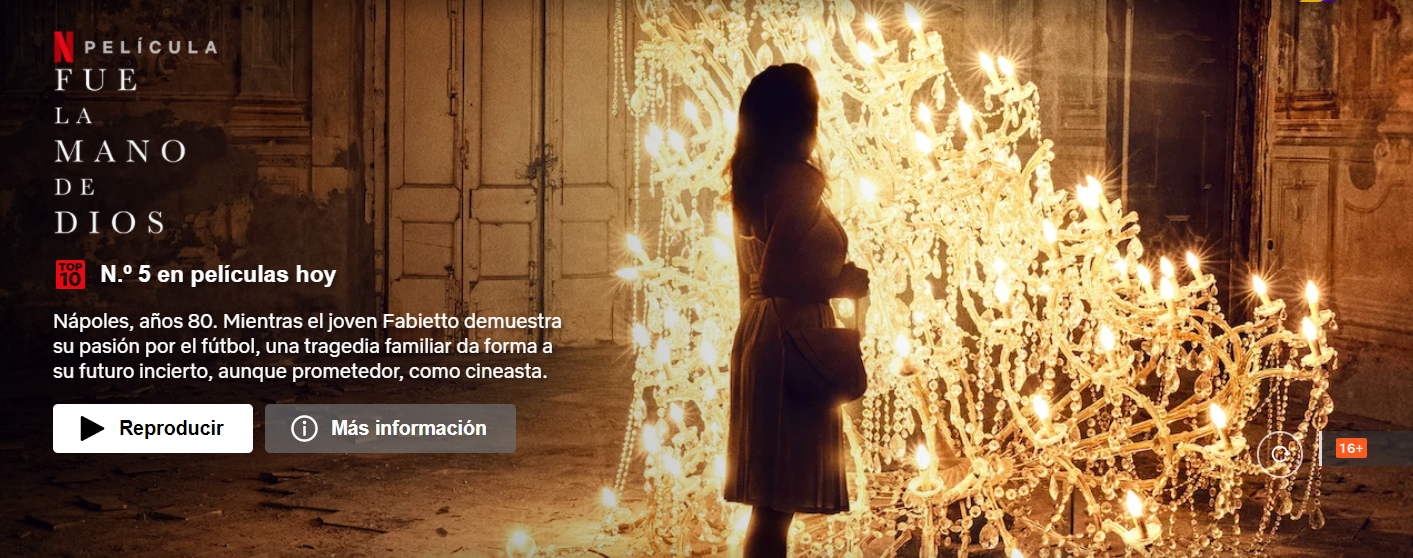 N PELÍCULA
FUE
LA
MANO
DE
DIOS
TOP
10
N.º 5 en películas hoy
Nápoles, años 80. Mientras el joven Fabietto demuestra
su pasión por el fútbol, una tragedia familiar da forma a
su futuro incierto, aunque prometedor, como cineasta.
Reproducir
Más información
16+